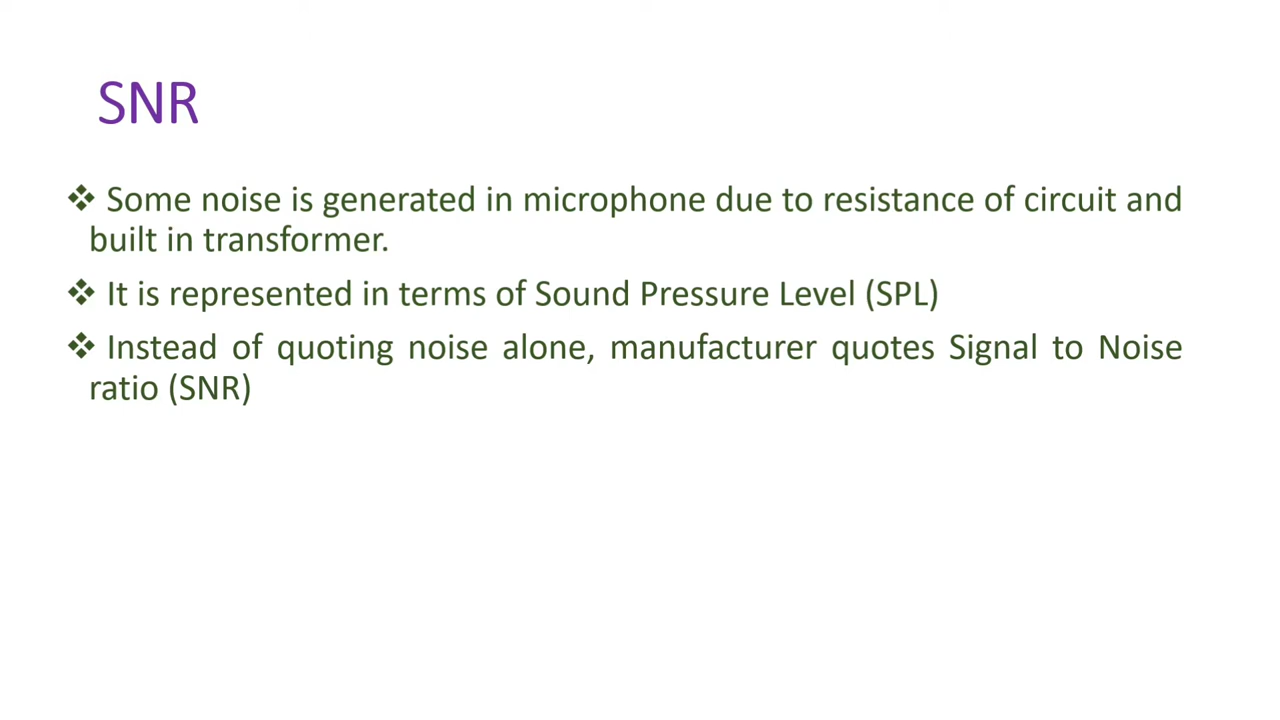 SNR
❖ Some noise is generated in microphone due to resistance of circuit and
built in transformer.
❖ It is represented in terms of Sound Pressure Level (SPL)
❖ Instead of quoting noise alone, manufacturer quotes Signal to Noise
ratio (SNR)